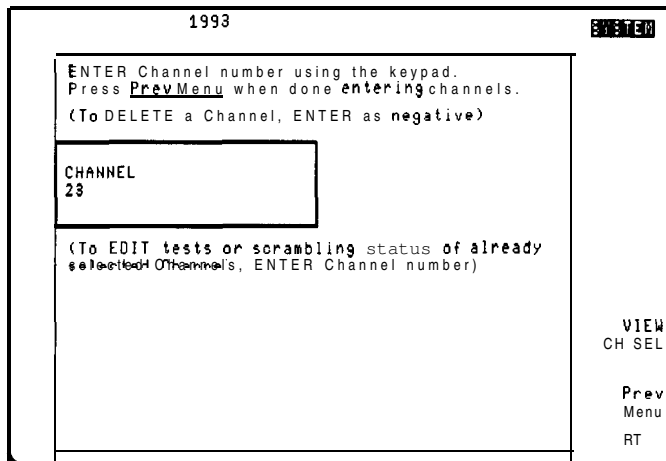 1993
SYSTEM
ENTER Channel number using the keypad.
Press Prev Menu when done entering channels.
(To DELETE a Channel, ENTER as negative)
CHANNEL
23
(To EDIT tests or scrambling status of already
selected Channels, ENTER Channel number)
VIEW
CH SEL
Prev
Menu
RT